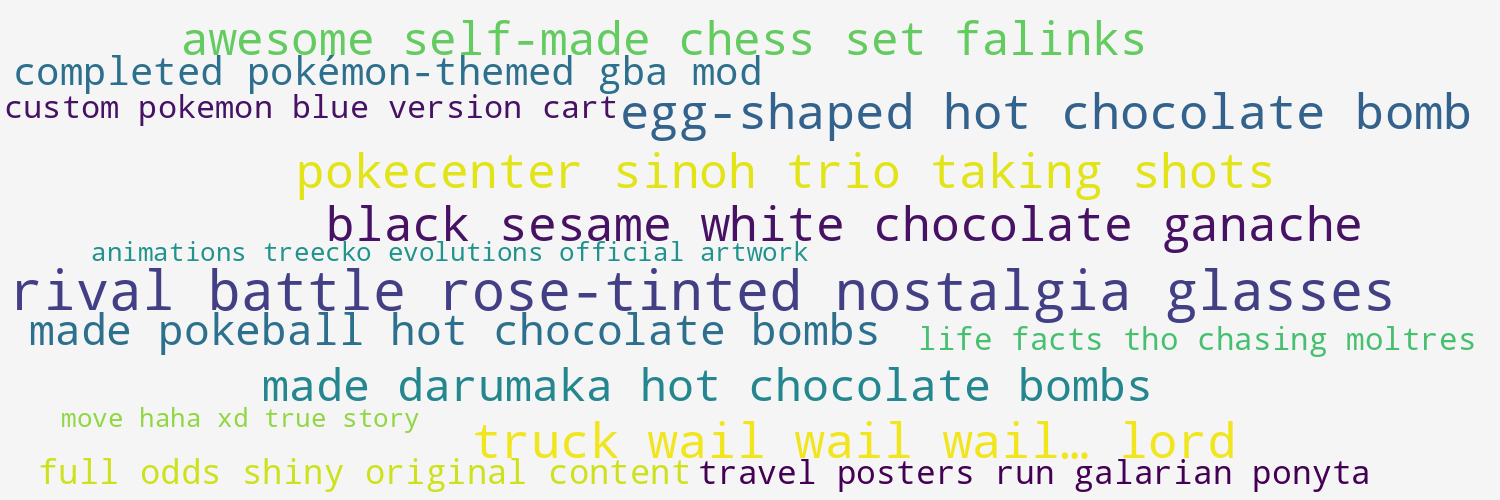 awesome self-made chess set falinks
completed pokémon-themed gba mod
custom pokemon blue version cart
egg-shaped hot chocolate bomb
pokecenter sinoh trio taking shots
black sesame white chocolate ganache
animations treecko evolutions official artwork
rival battle rose-tinted nostalgia glasses
made pokeball hot chocolate bombs
life facts tho chasing moltres
made darumaka hot chocolate bombs
move haha xd true story
truck wail wail wail… lord
full odds shiny original content
travel posters run galarian ponyta